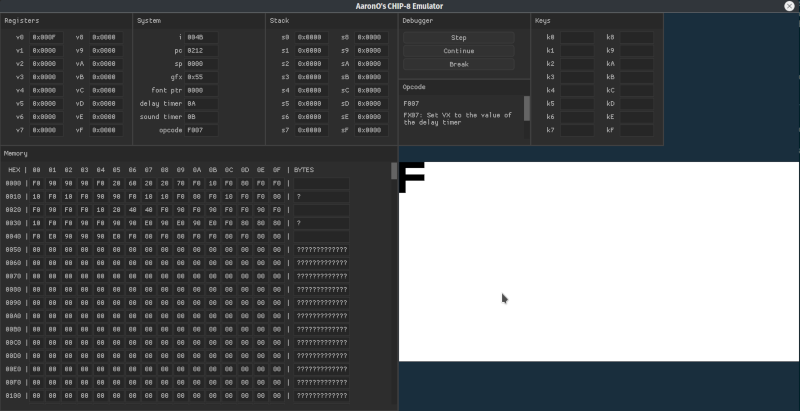 AaronO's CHIP-8 Emulator
Registers
v0 0x000F v8 0x0000
v1 0x0000 v9 0x0000
v2 0x0000 vA 0x0000
v3 0x0000 vB 0x0000
v4 0x0000 vC 0x0000
v5 0x0000 vD 0x0000
v6 0x0000 vE 0x0000
v7 0x0000 vF 0x0000
System
i 004B
pc 0212
sp 0000
gfx 0x55
font ptr 0000
delay timer 0A
sound timer 0B
opcode F007
Stack
s0 0x0000 s8 0x0000
s1 0x0000 s9 0x0000
s2 0x0000 sA 0x0000
s3 0x0000 sB 0x0000
s4 0x0000 sC 0x0000
s5 0x0000 sD 0x0000
s6 0x0000 sE 0x0000
s7 0x0000 sF 0x0000
Debugger
Step
Continue
Break
Opcode
F007
FX07: Set VX to the value of
the delay timer
Keys
k0 k8
k1 k9
k2 kA
k3 kB
k4 kC
k5 kD
k6 kE
k7 kF
Memory
HEX | 00 01 02 03 04 05 06 07 08 09 0A 0B 0C 0D 0E 0F | BYTES
0000 | F0 90 90 90 F0 20 60 20 20 70 F0 10 F0 80 F0 F0 |
0010 | 10 F0 10 F0 90 90 F0 10 10 F0 80 F0 10 F0 F0 80 | ?
0020 | F0 90 F0 F0 10 20 40 40 F0 90 F0 90 F0 F0 90 F0 |
0030 | 10 F0 F0 90 F0 90 90 E0 90 E0 90 E0 F0 80 80 80 | ?
0040 | F0 E0 90 90 90 E0 F0 80 F0 80 F0 F0 80 F0 80 80 |
0050 | 00 00 00 00 00 00 00 00 00 00 00 00 00 00 00 00 | ?????????????
0060 | 00 00 00 00 00 00 00 00 00 00 00 00 00 00 00 00 | ?????????????
0070 | 00 00 00 00 00 00 00 00 00 00 00 00 00 00 00 00 | ?????????????
0080 | 00 00 00 00 00 00 00 00 00 00 00 00 00 00 00 00 | ?????????????
0090 | 00 00 00 00 00 00 00 00 00 00 00 00 00 00 00 00 | ?????????????
00A0 | 00 00 00 00 00 00 00 00 00 00 00 00 00 00 00 00 | ?????????????
00B0 | 00 00 00 00 00 00 00 00 00 00 00 00 00 00 00 00 | ?????????????
00C0 | 00 00 00 00 00 00 00 00 00 00 00 00 00 00 00 00 | ?????????????
00D0 | 00 00 00 00 00 00 00 00 00 00 00 00 00 00 00 00 | ?????????????
00E0 | 00 00 00 00 00 00 00 00 00 00 00 00 00 00 00 00 | ?????????????
00F0 | 00 00 00 00 00 00 00 00 00 00 00 00 00 00 00 00 | ?????????????
0100 | 00 00 00 00 00 00 00 00 00 00 00 00 00 00 00 00 | ?????????????
F